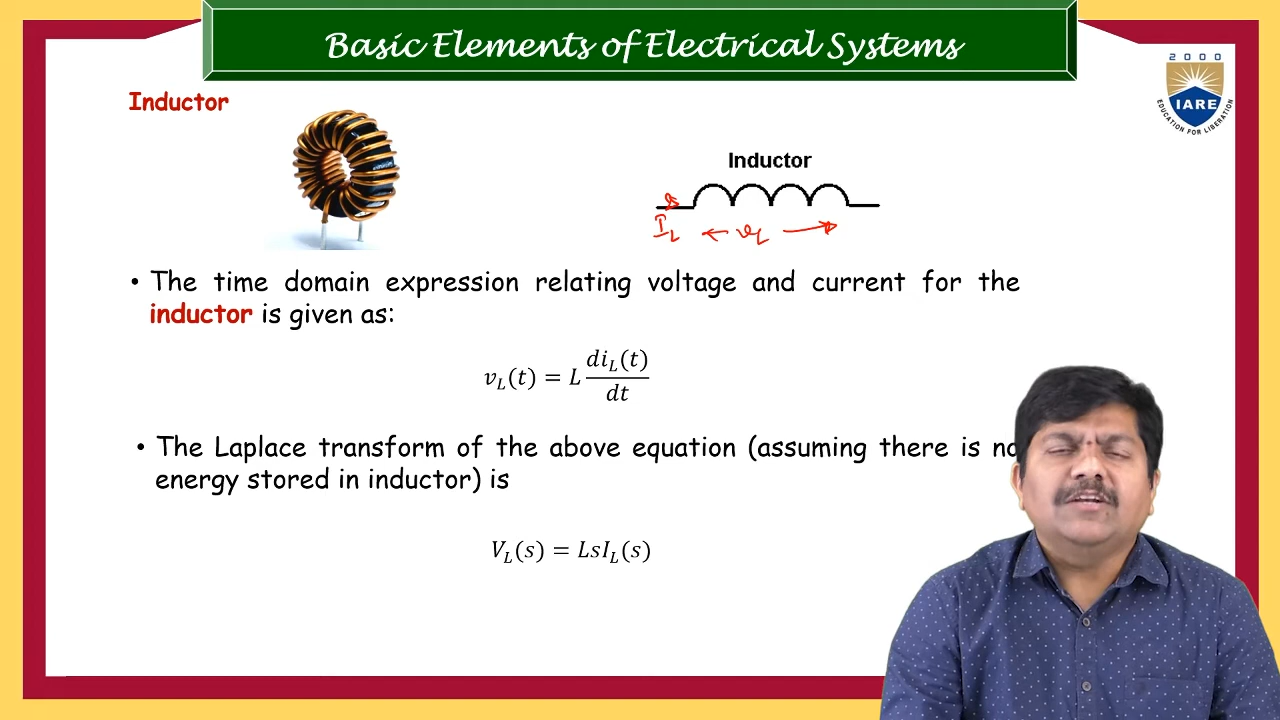 Basic Elements of Electrical Systems
2000
IARE
EDUCATION FOR LIBERATION
Inductor
Inductor
I_L ← v_L →
• The time domain expression relating voltage and current for the
inductor is given as:
v_L(t) = L di_L(t)/dt
• The Laplace transform of the above equation (assuming there is no
energy stored in inductor) is
V_L(s) = LsI_L(s)